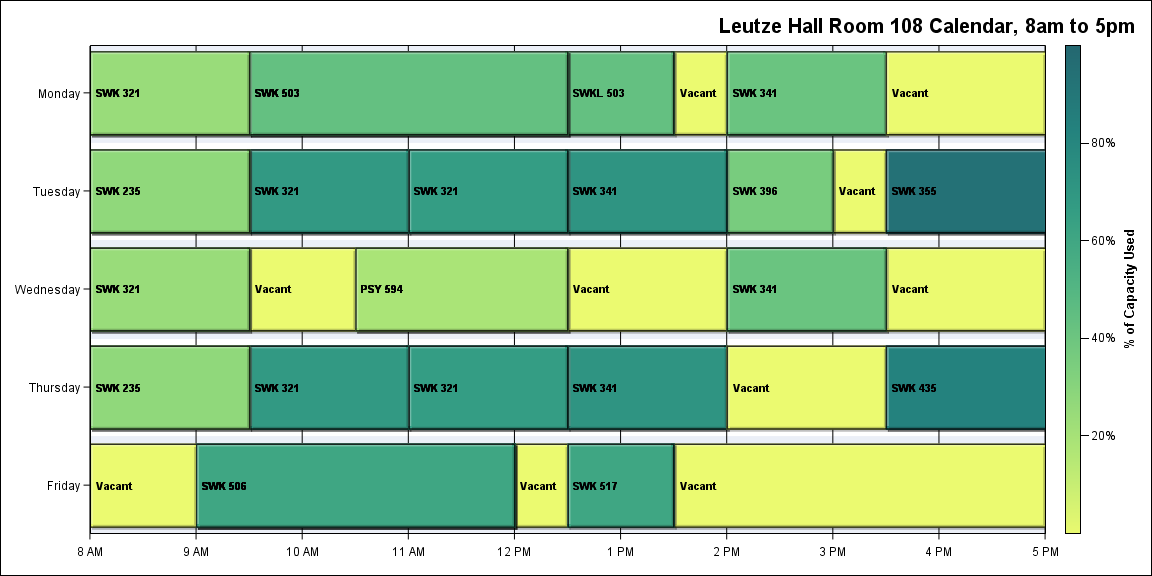 Leutze Hall Room 108 Calendar, 8am to 5pm
Monday
SWK 321
SWK 503
SWKL 503
Vacant
SWK 341
Vacant
Tuesday
SWK 235
SWK 321
SWK 321
SWK 341
SWK 396
Vacant
SWK 355
Wednesday
SWK 321
Vacant
PSY 594
Vacant
SWK 341
Vacant
Thursday
SWK 235
SWK 321
SWK 321
SWK 341
Vacant
SWK 435
Friday
Vacant
SWK 506
Vacant
SWK 517
Vacant
8 AM
9 AM
10 AM
11 AM
12 PM
1 PM
2 PM
3 PM
4 PM
5 PM
80%
60%
40%
20%
% of Capacity Used